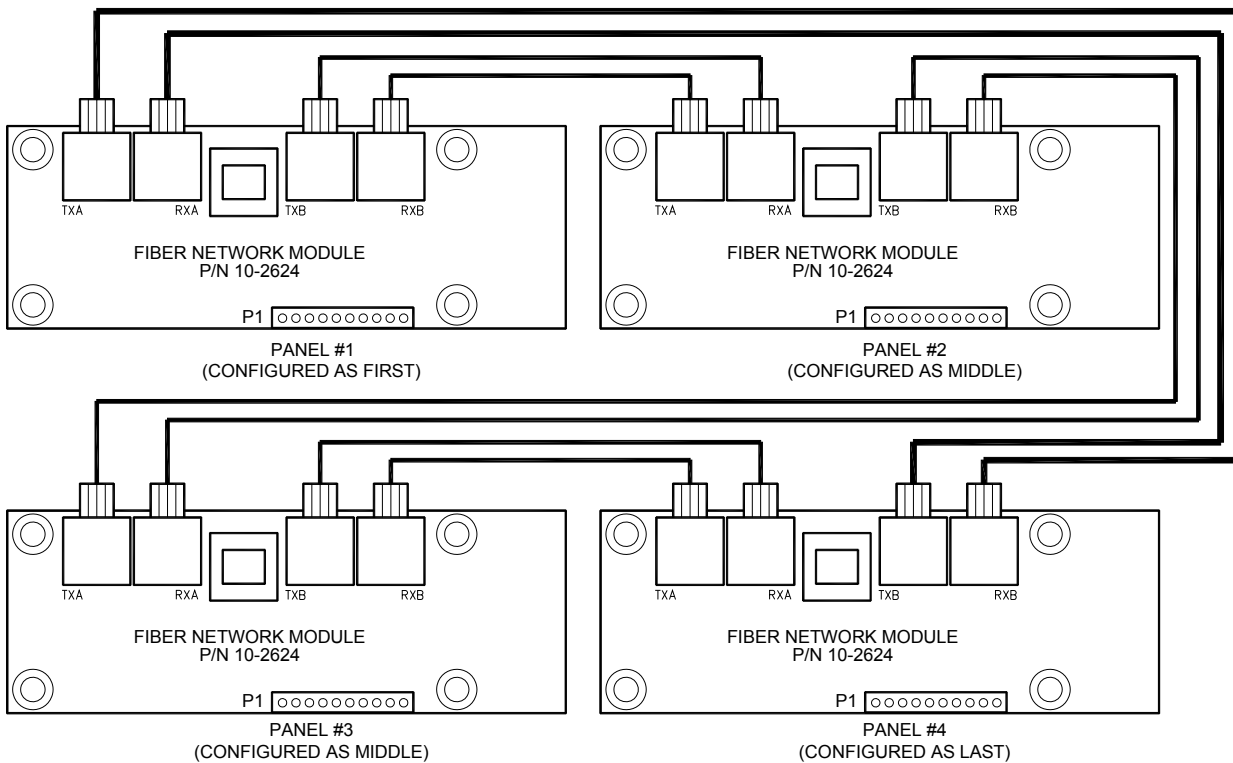 TXA RXA TXB RXB
FIBER NETWORK MODULE
P/N 10-2624
P1
PANEL #1
(CONFIGURED AS FIRST)
TXA RXA TXB RXB
FIBER NETWORK MODULE
P/N 10-2624
P1
PANEL #2
(CONFIGURED AS MIDDLE)
TXA RXA TXB RXB
FIBER NETWORK MODULE
P/N 10-2624
P1
PANEL #3
(CONFIGURED AS MIDDLE)
TXA RXA TXB RXB
FIBER NETWORK MODULE
P/N 10-2624
P1
PANEL #4
(CONFIGURED AS LAST)